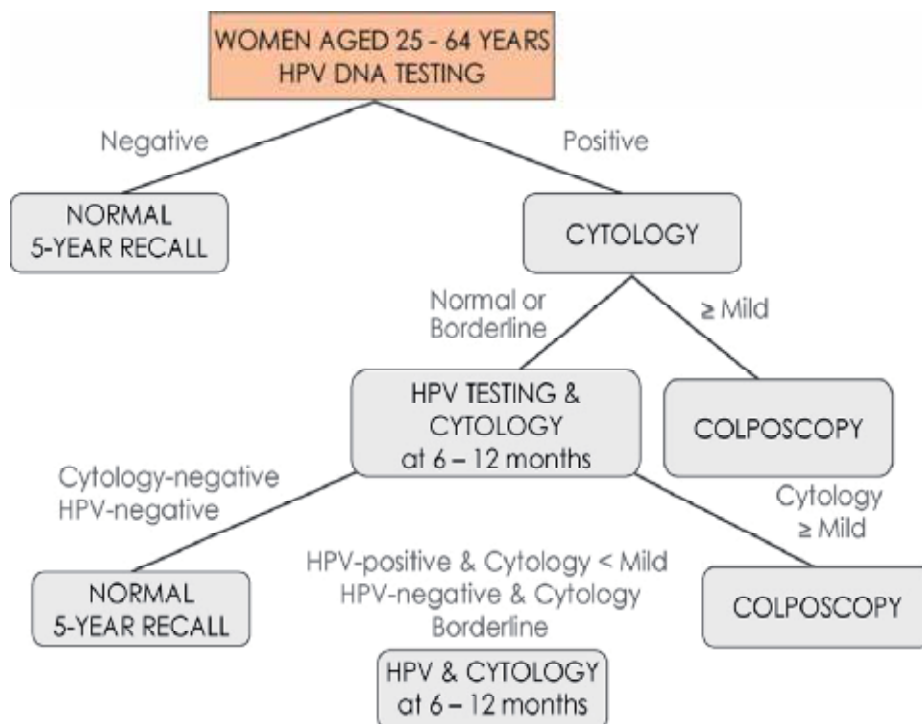 WOMEN AGED 25 - 64 YEARS
HPV DNA TESTING
Negative
Positive
NORMAL
5-YEAR RECALL
CYTOLOGY
Normal or
Borderline
≥ Mild
HPV TESTING &
CYTOLOGY
at 6 – 12 months
COLPOSCOPY
Cytology-negative
HPV-negative
Cytology
≥ Mild
HPV-positive & Cytology < Mild
HPV-negative & Cytology
Borderline
NORMAL
5-YEAR RECALL
COLPOSCOPY
HPV & CYTOLOGY
at 6 – 12 months